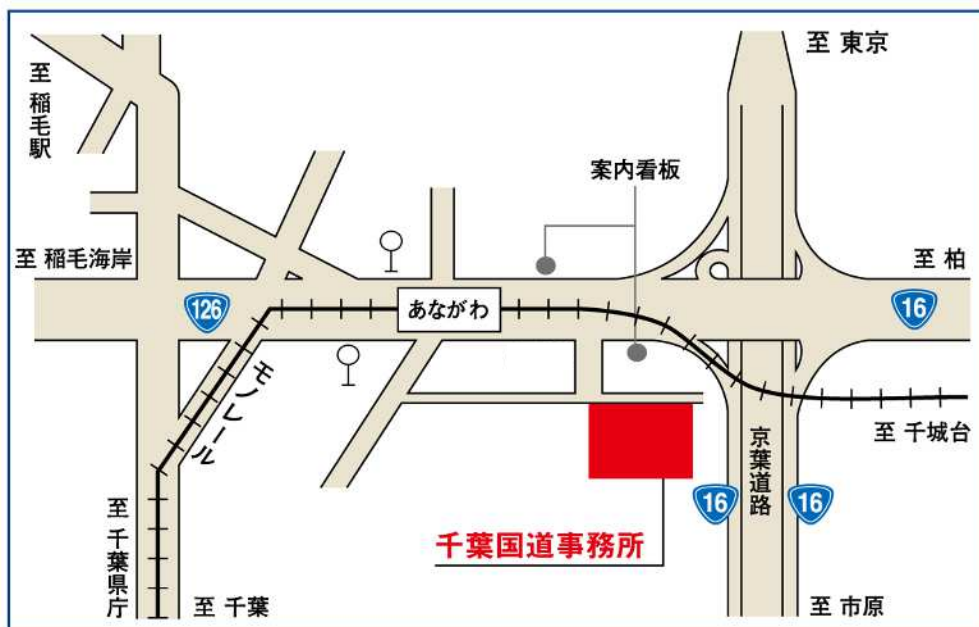 至 東京
至 稲毛駅
案内看板
至 稲毛海岸
至 柏
126
あながわ
16
モノレール
至 千城台
京葉道路
16
16
至 千葉県庁
千葉国道事務所
至 千葉
至 市原